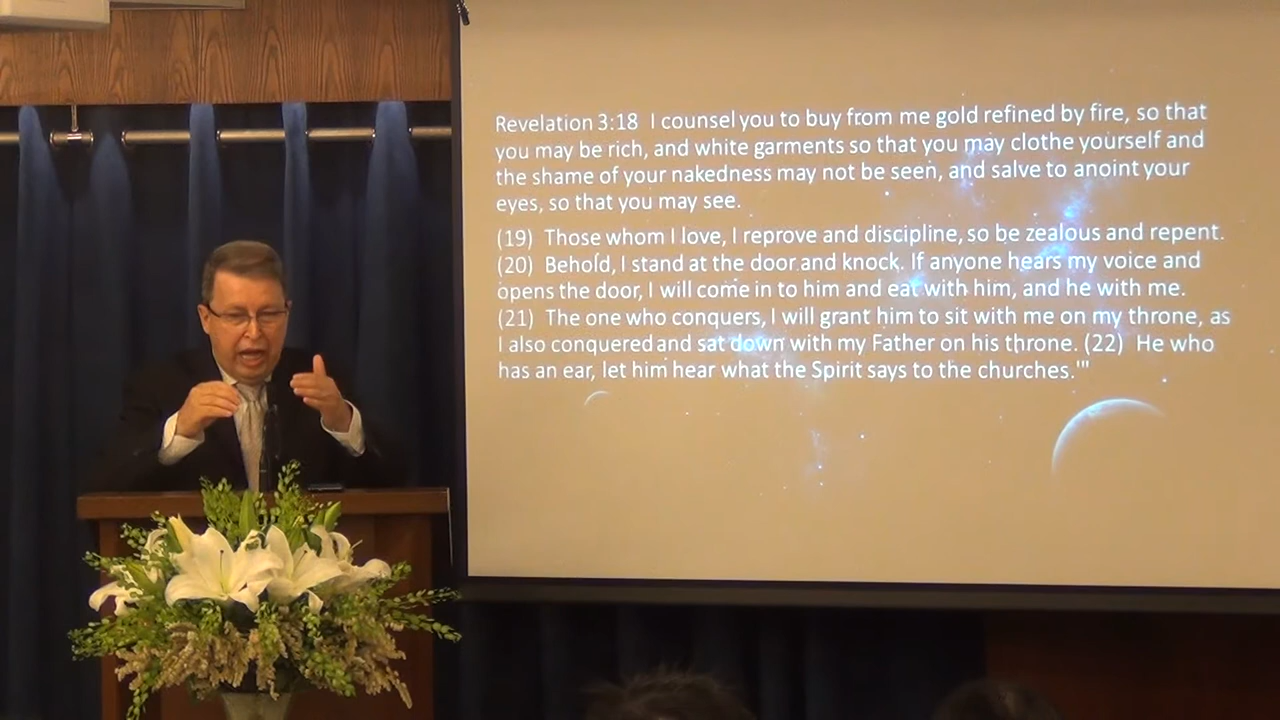 Revelation 3:18 I counsel you to buy from me gold refined by fire, so that
you may be rich, and white garments so that you may clothe yourself and
the shame of your nakedness may not be seen, and salve to anoint your
eyes, so that you may see.
(19) Those whom I love, I reprove and discipline, so be zealous and repent.
(20) Behold, I stand at the door and knock. If anyone hears my voice and
opens the door, I will come in to him and eat with him, and he with me.
(21) The one who conquers, I will grant him to sit with me on my throne, as
I also conquered and sat down with my Father on his throne. (22) He who
has an ear, let him hear what the Spirit says to the churches.'"